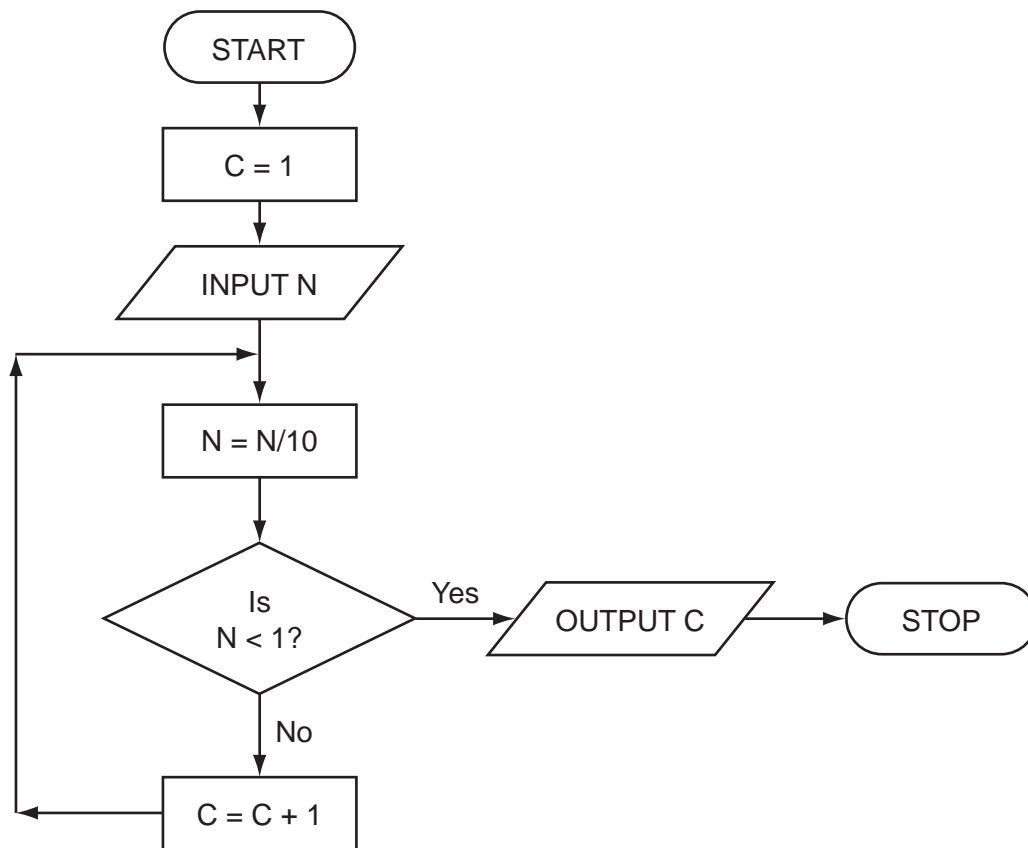 START
C = 1
INPUT N
N = N/10
Is
N < 1?
Yes
OUTPUT C
STOP
No
C = C + 1